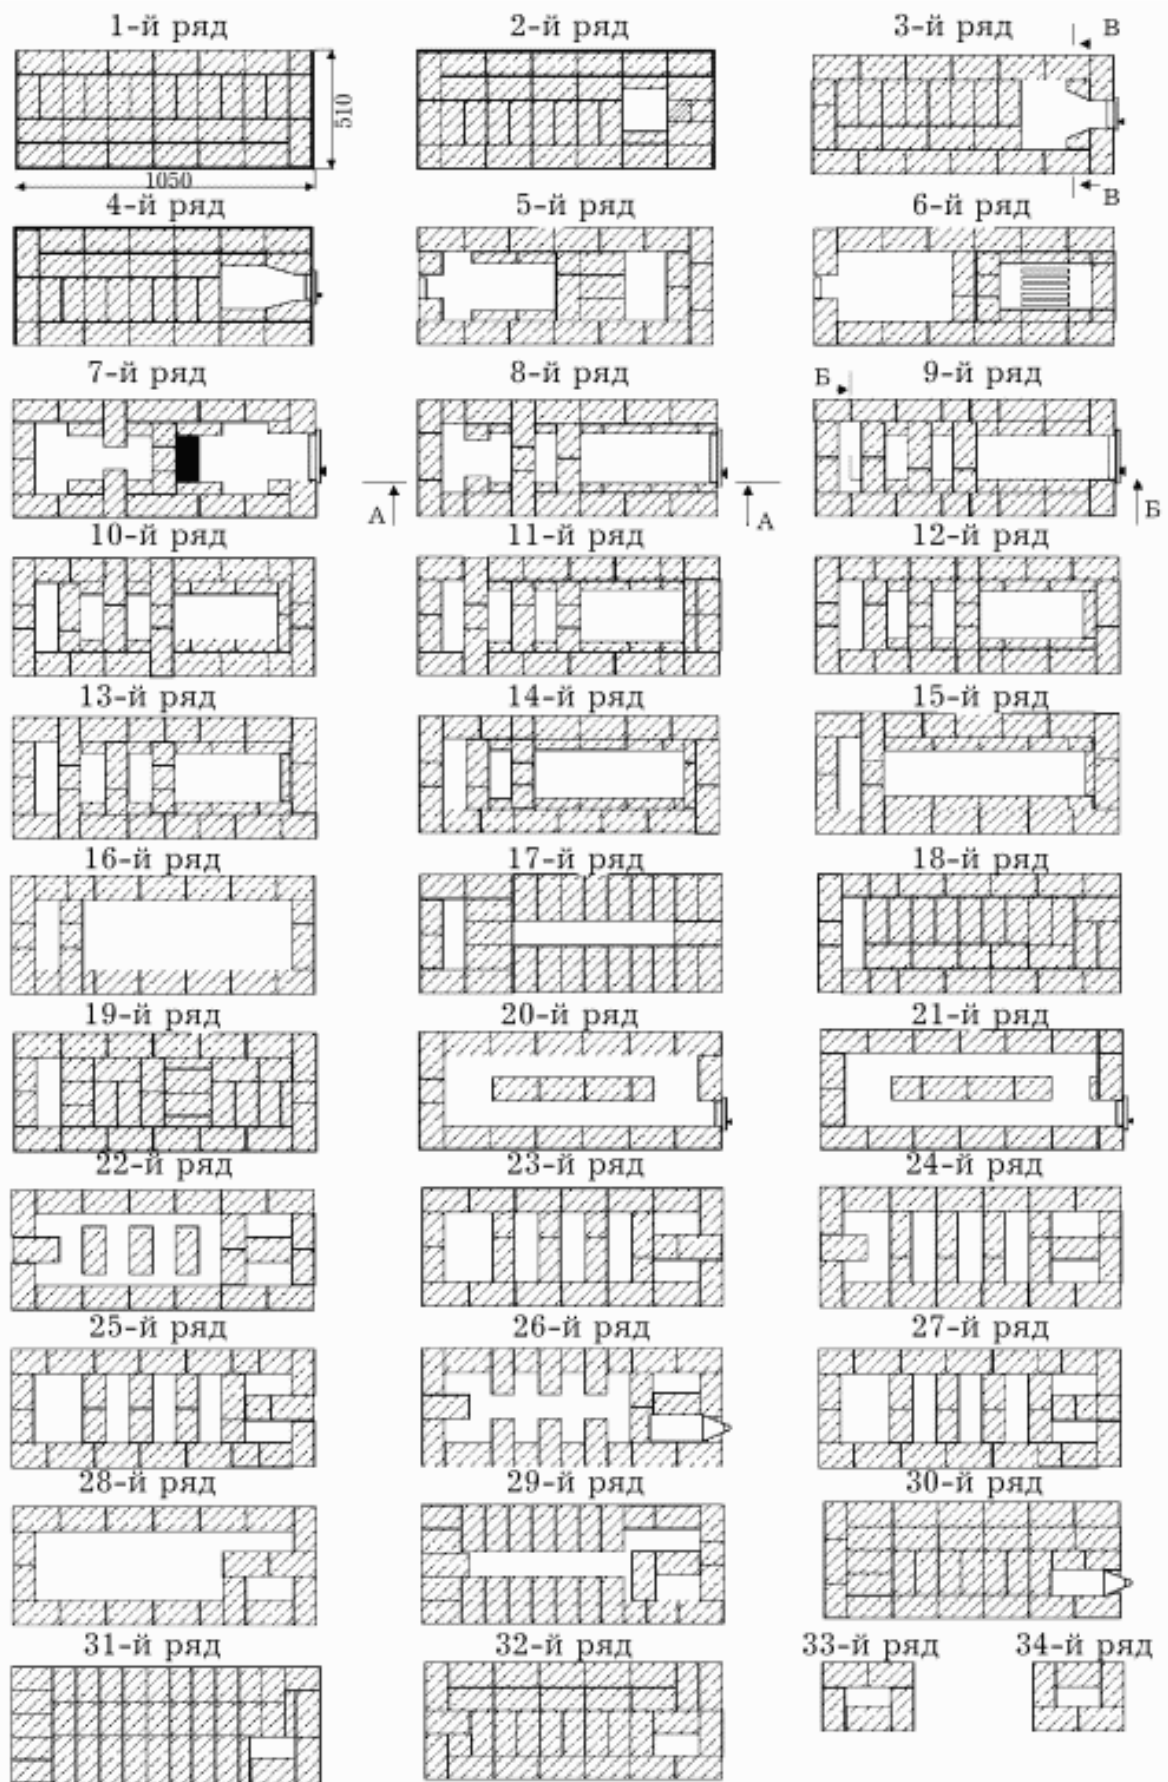 1-й ряд 2-й ряд 3-й ряд
В
510
1050
В
4-й ряд 5-й ряд 6-й ряд
7-й ряд 8-й ряд 9-й ряд
Б
А А Б
10-й ряд 11-й ряд 12-й ряд
13-й ряд 14-й ряд 15-й ряд
16-й ряд 17-й ряд 18-й ряд
19-й ряд 20-й ряд 21-й ряд
22-й ряд 23-й ряд 24-й ряд
25-й ряд 26-й ряд 27-й ряд
28-й ряд 29-й ряд 30-й ряд
31-й ряд 32-й ряд 33-й ряд 34-й ряд